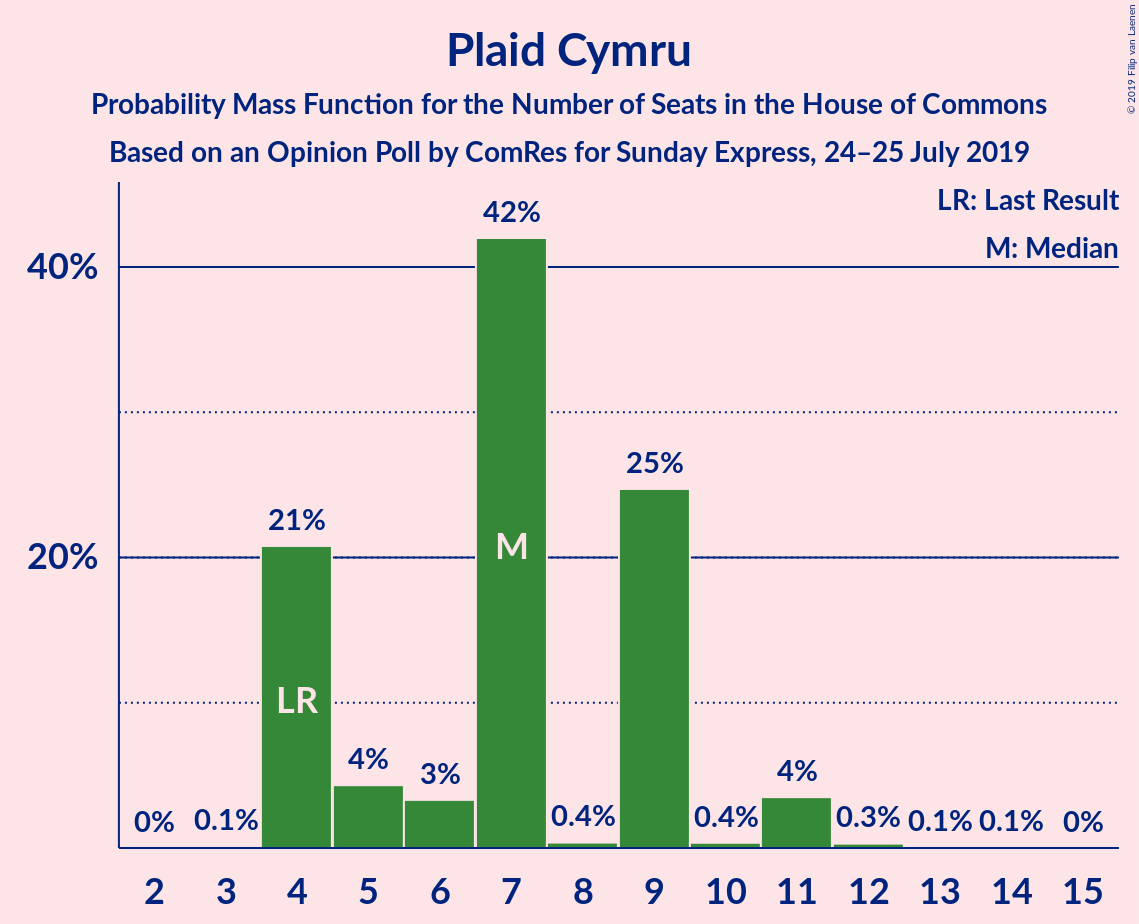 Plaid Cymru
Probability Mass Function for the Number of Seats in the House of Commons
Based on an Opinion Poll by ComRes for Sunday Express, 24–25 July 2019
© 2019 Filip van Laenen
LR: Last Result
M: Median
42%
40%
25%
21%
20%
M
LR
4%
3%
4%
0%
0.1%
0.4%
0.4%
0.3%
0.1%
0.1%
0%
2 3 4 5 6 7 8 9 10 11 12 13 14 15